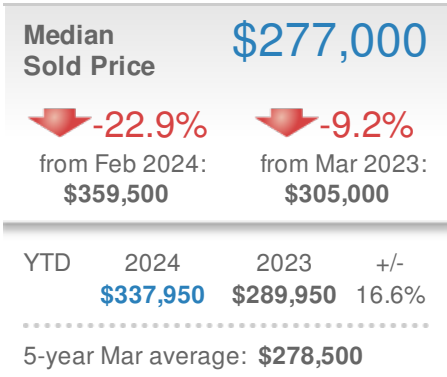 Median $277,000
Sold Price
-22.9% -9.2%
from Feb 2024: from Mar 2023:
$359,500 $305,000
YTD 2024 2023 +/-
$337,950 $289,950 16.6%
5-year Mar average: $278,500